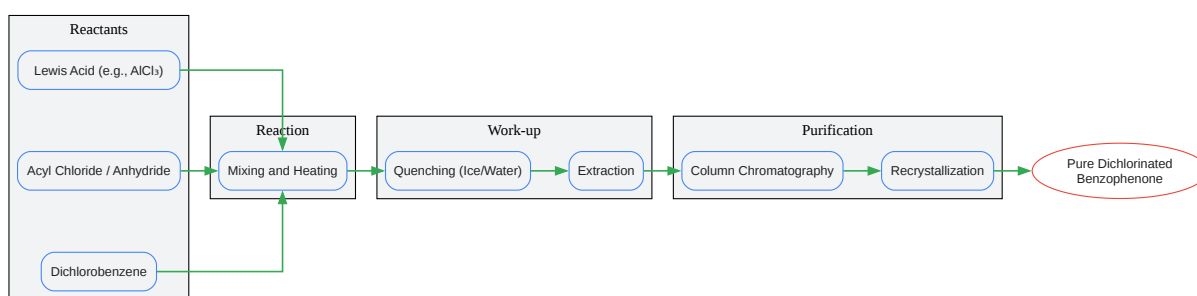 Reactants
Lewis Acid (e.g., AlCl₃)
Acyl Chloride / Anhydride
Dichlorobenzene
Reaction
Mixing and Heating
Work-up
Quenching (Ice/Water)
Extraction
Purification
Column Chromatography
Recrystallization
Pure Dichlorinated
Benzophenone